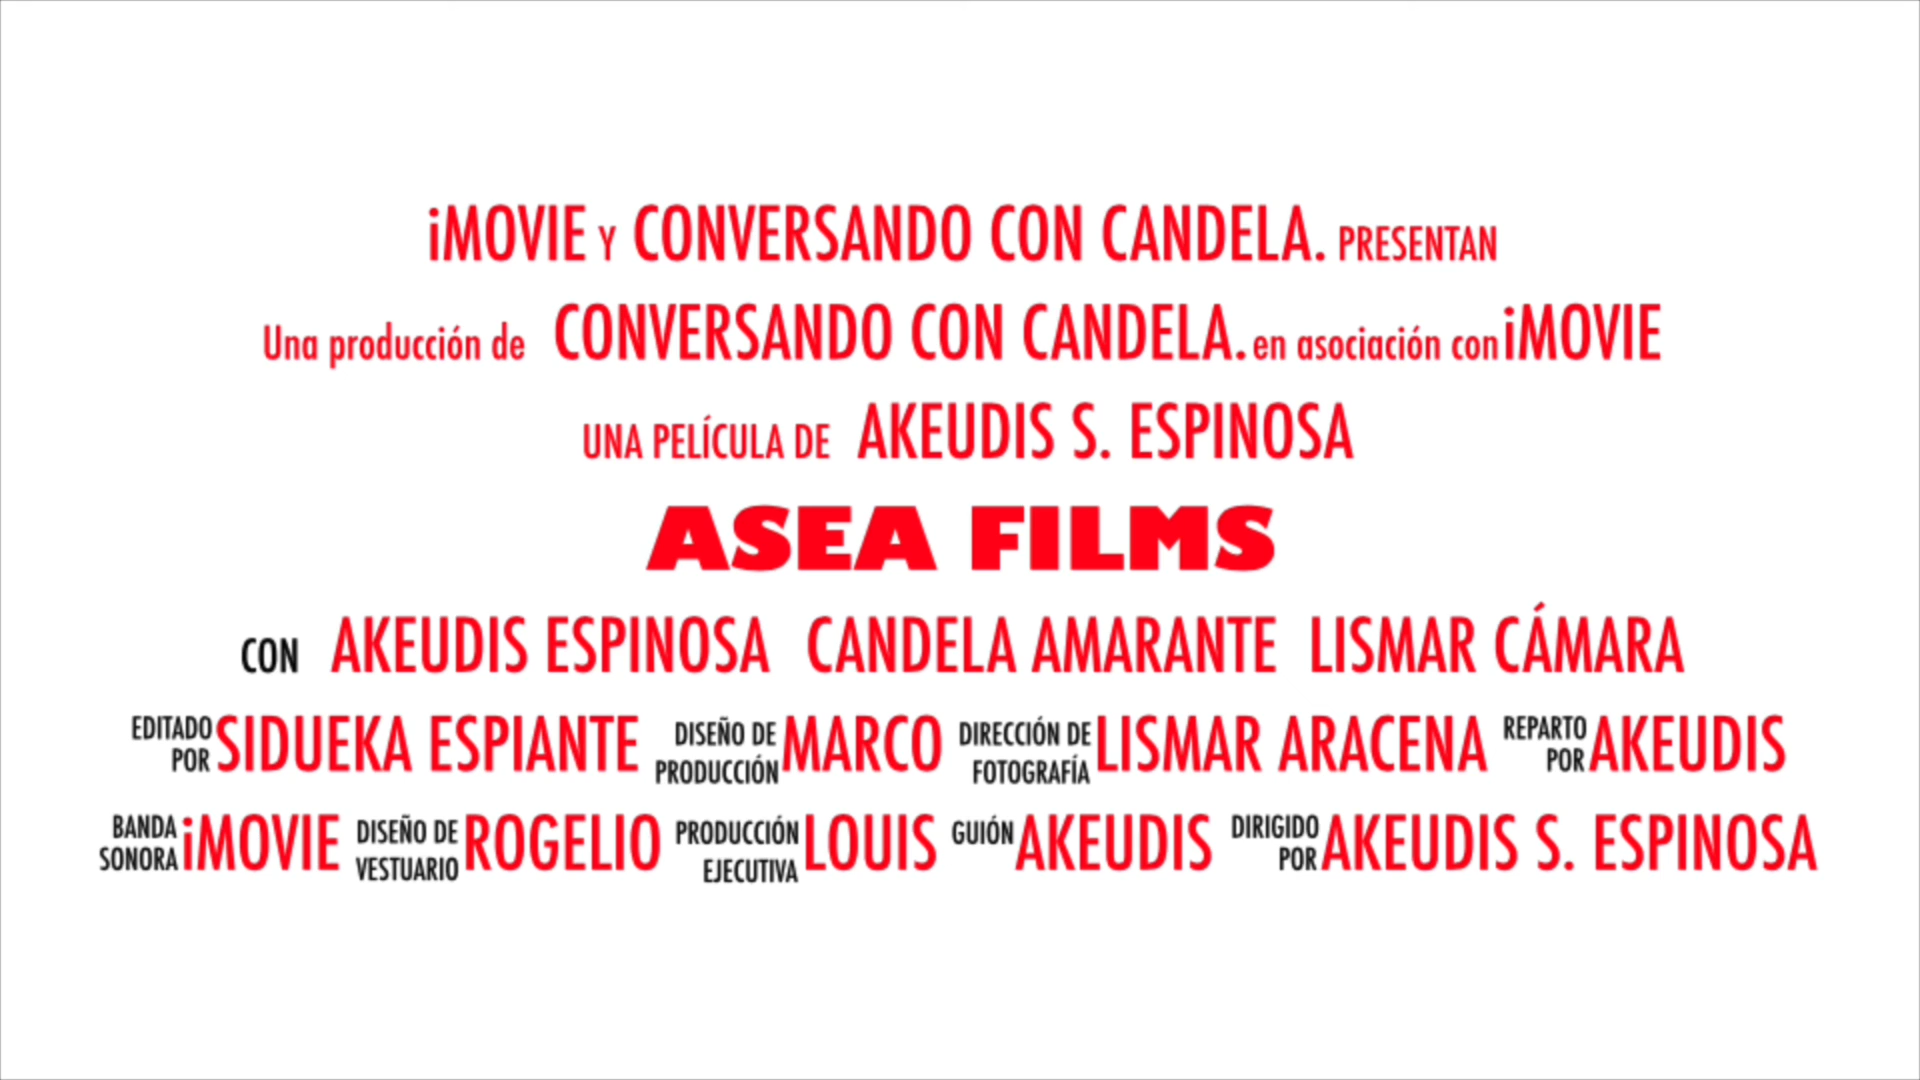 iMOVIE Y CONVERSANDO CON CANDELA. PRESENTAN
Una producción de CONVERSANDO CON CANDELA. en asociación con iMOVIE
UNA PELÍCULA DE AKEUDIS S. ESPINOSA
ASEA FILMS
CON AKEUDIS ESPINOSA CANDELA AMARANTE LISMAR CÁMARA
EDITADO POR SIDUEKA ESPIANTE DISEÑO DE PRODUCCIÓN MARCO DIRECCIÓN DE FOTOGRAFÍA LISMAR ARACENA REPARTO POR AKEUDIS
BANDA SONORA iMOVIE DISEÑO DE VESTUARIO ROGELIO PRODUCCIÓN EJECUTIVA LOUIS GUIÓN AKEUDIS DIRIGIDO POR AKEUDIS S. ESPINOSA